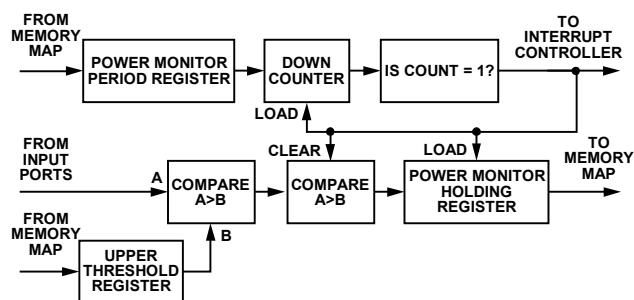 FROM
MEMORY
MAP
POWER MONITOR
PERIOD REGISTER
DOWN
COUNTER
IS COUNT = 1?
TO
INTERRUPT
CONTROLLER
LOAD
FROM
INPUT
PORTS
A
COMPARE
A>B
CLEAR
COMPARE
A>B
LOAD
POWER MONITOR
HOLDING
REGISTER
TO
MEMORY
MAP
FROM
MEMORY
MAP
UPPER
THRESHOLD
REGISTER
B